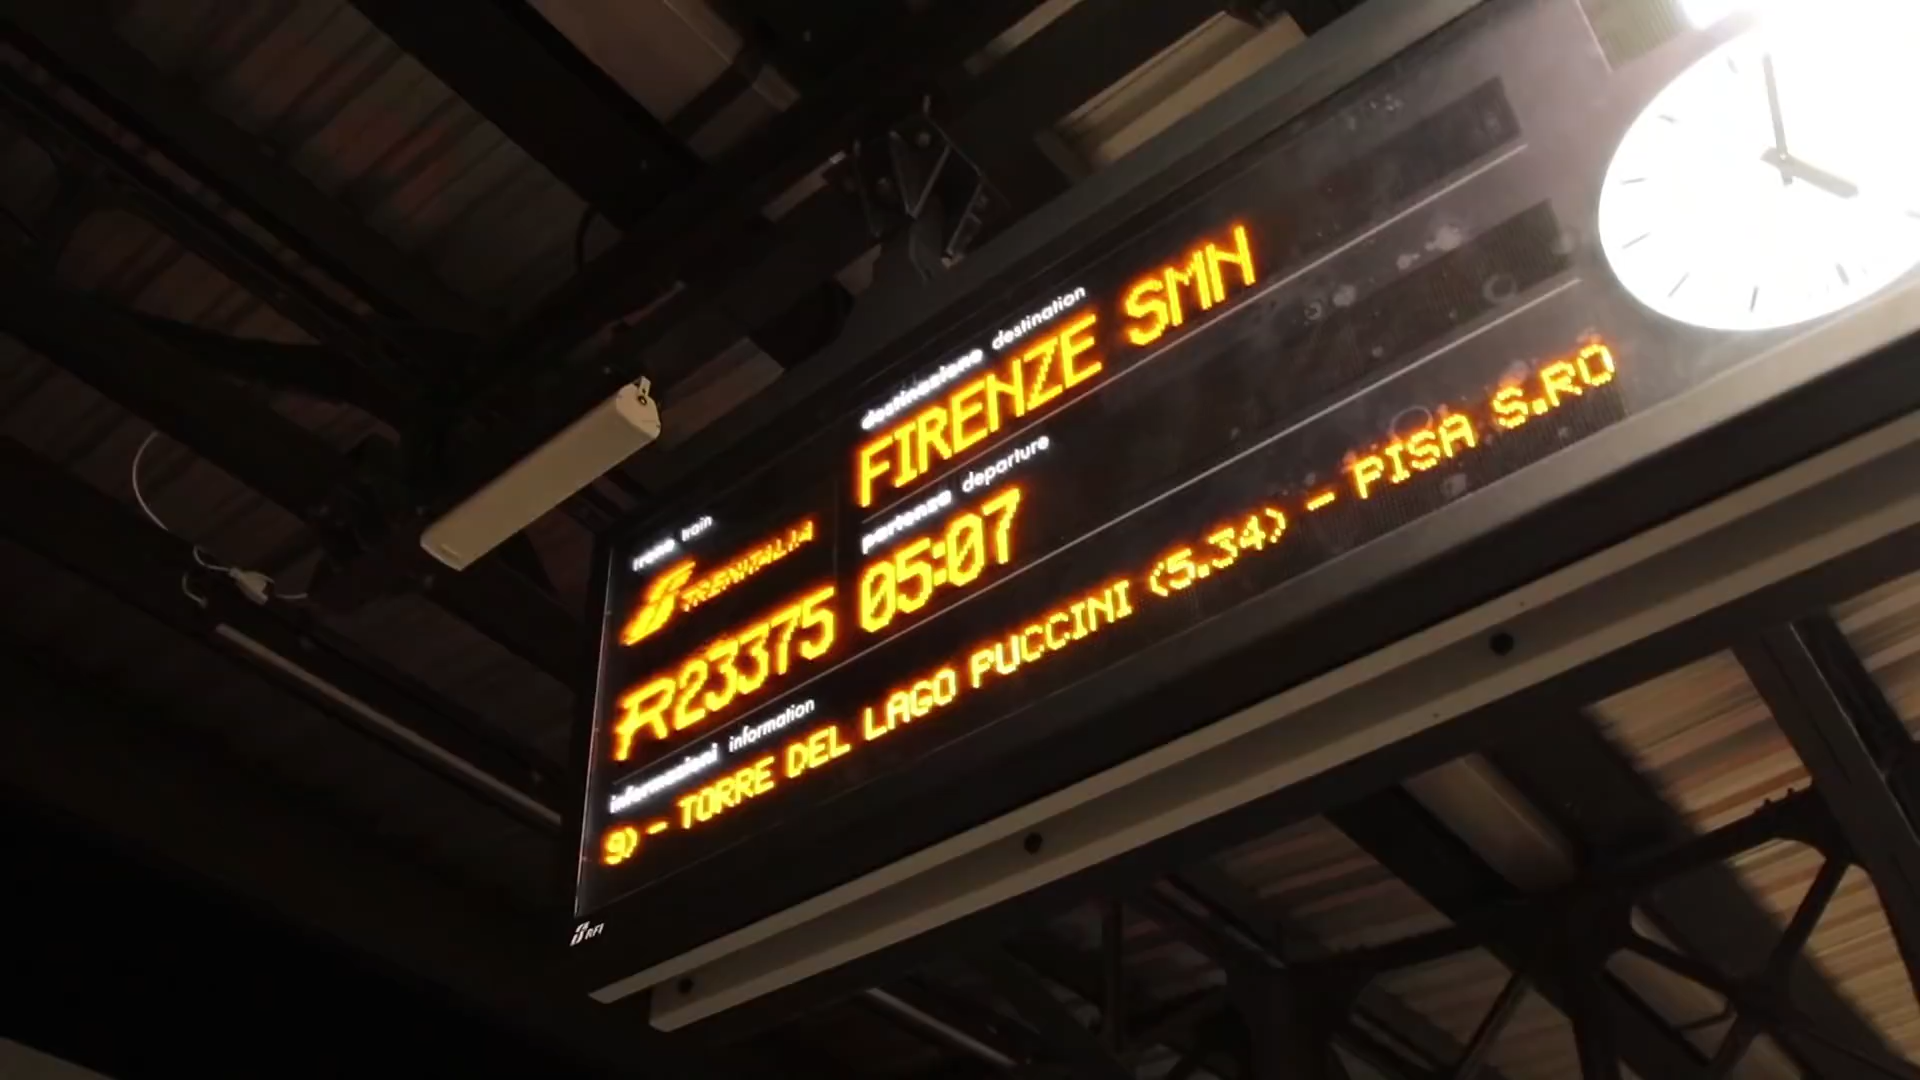 destinazione destination
FIRENZE SMN
treno train
TRENITALIA
partenza departure
R23375 05:07
informazioni information
9) - TORRE DEL LAGO PUCCINI (5.34) - PISA S.RO
RFI